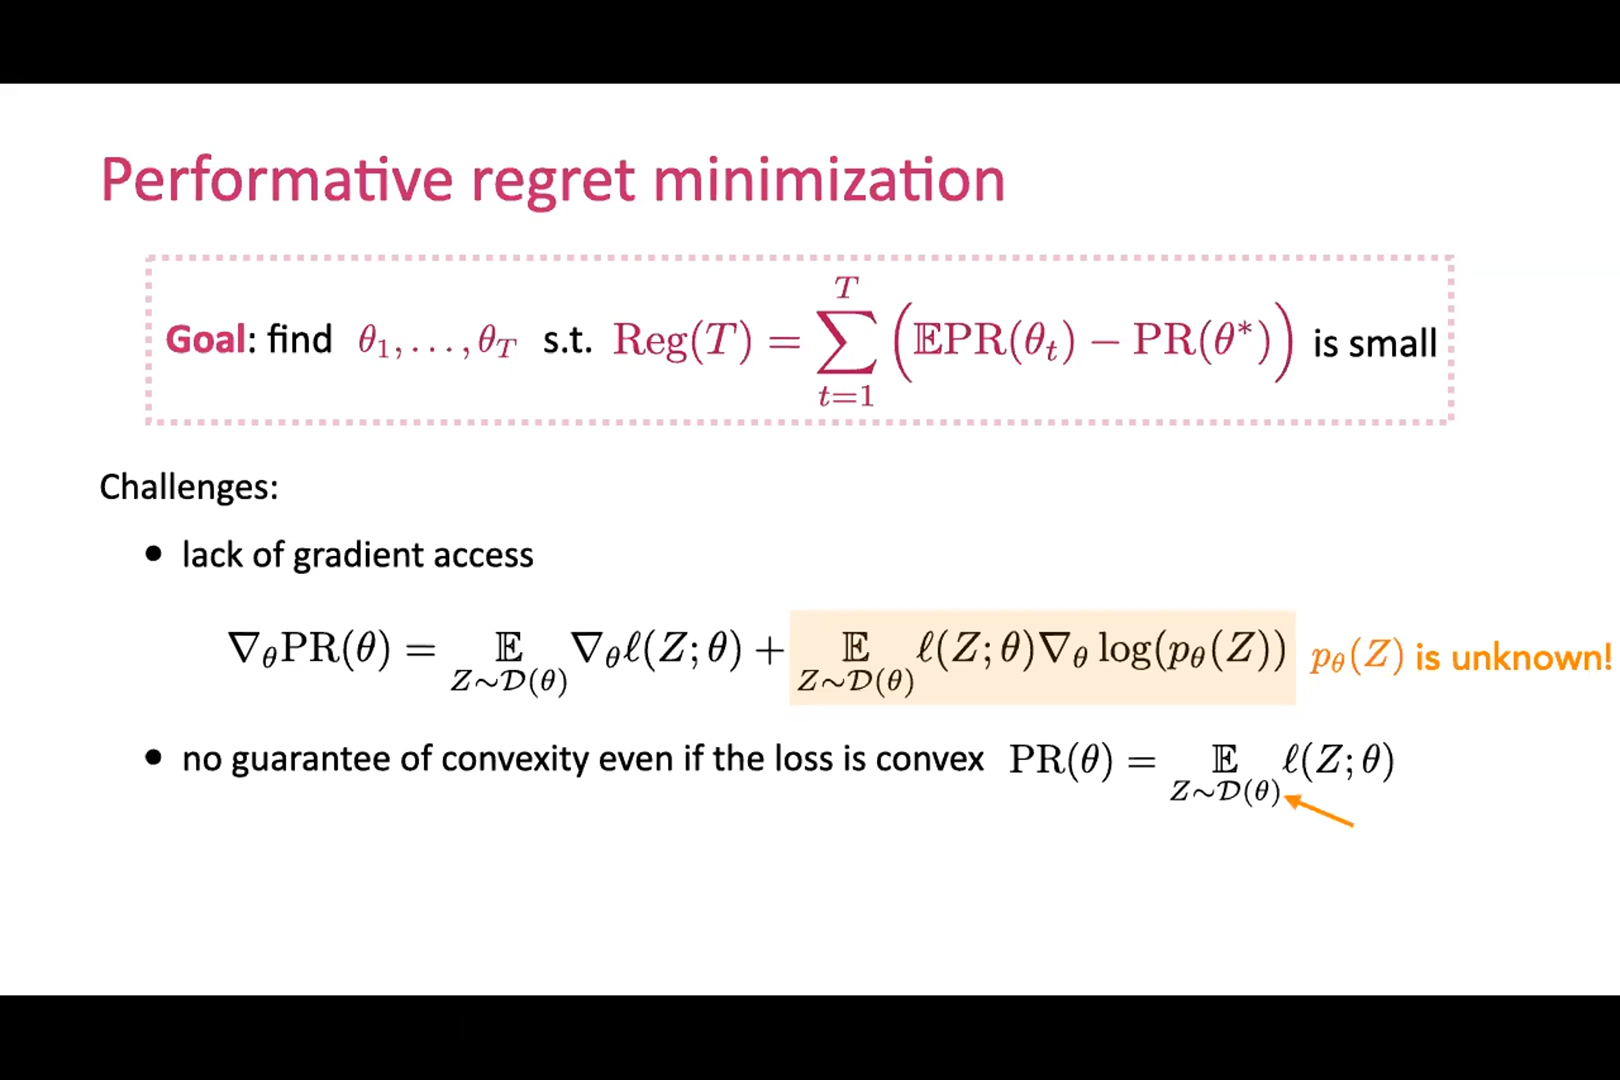 Performative regret minimization
Goal: find θ₁, . . . , θ_T s.t. Reg(T) = ∑_{t=1}^{T} (𝔼PR(θ_t) − PR(θ*)) is small
Challenges:
• lack of gradient access
∇_θPR(θ) = 𝔼_{Z∼𝒟(θ)} ∇_θℓ(Z; θ) + 𝔼_{Z∼𝒟(θ)} ℓ(Z; θ)∇_θ log(p_θ(Z)) p_θ(Z) is unknown!
• no guarantee of convexity even if the loss is convex PR(θ) = 𝔼_{Z∼𝒟(θ)} ℓ(Z; θ)